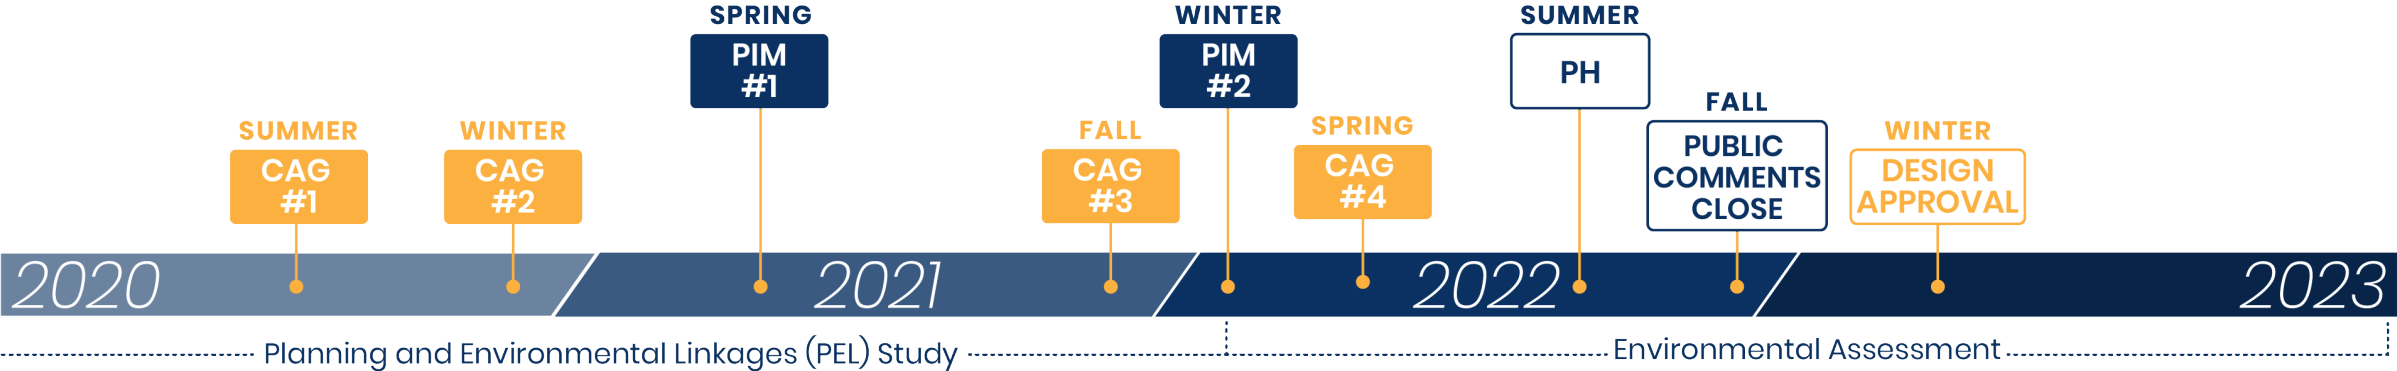 SPRING
PIM
#1
WINTER
PIM
#2
SUMMER
PH
FALL
PUBLIC
COMMENTS
CLOSE
SUMMER
CAG
#1
WINTER
CAG
#2
FALL
CAG
#3
SPRING
CAG
#4
WINTER
DESIGN
APPROVAL
2020
2021
2022
2023
Planning and Environmental Linkages (PEL) Study
Environmental Assessment